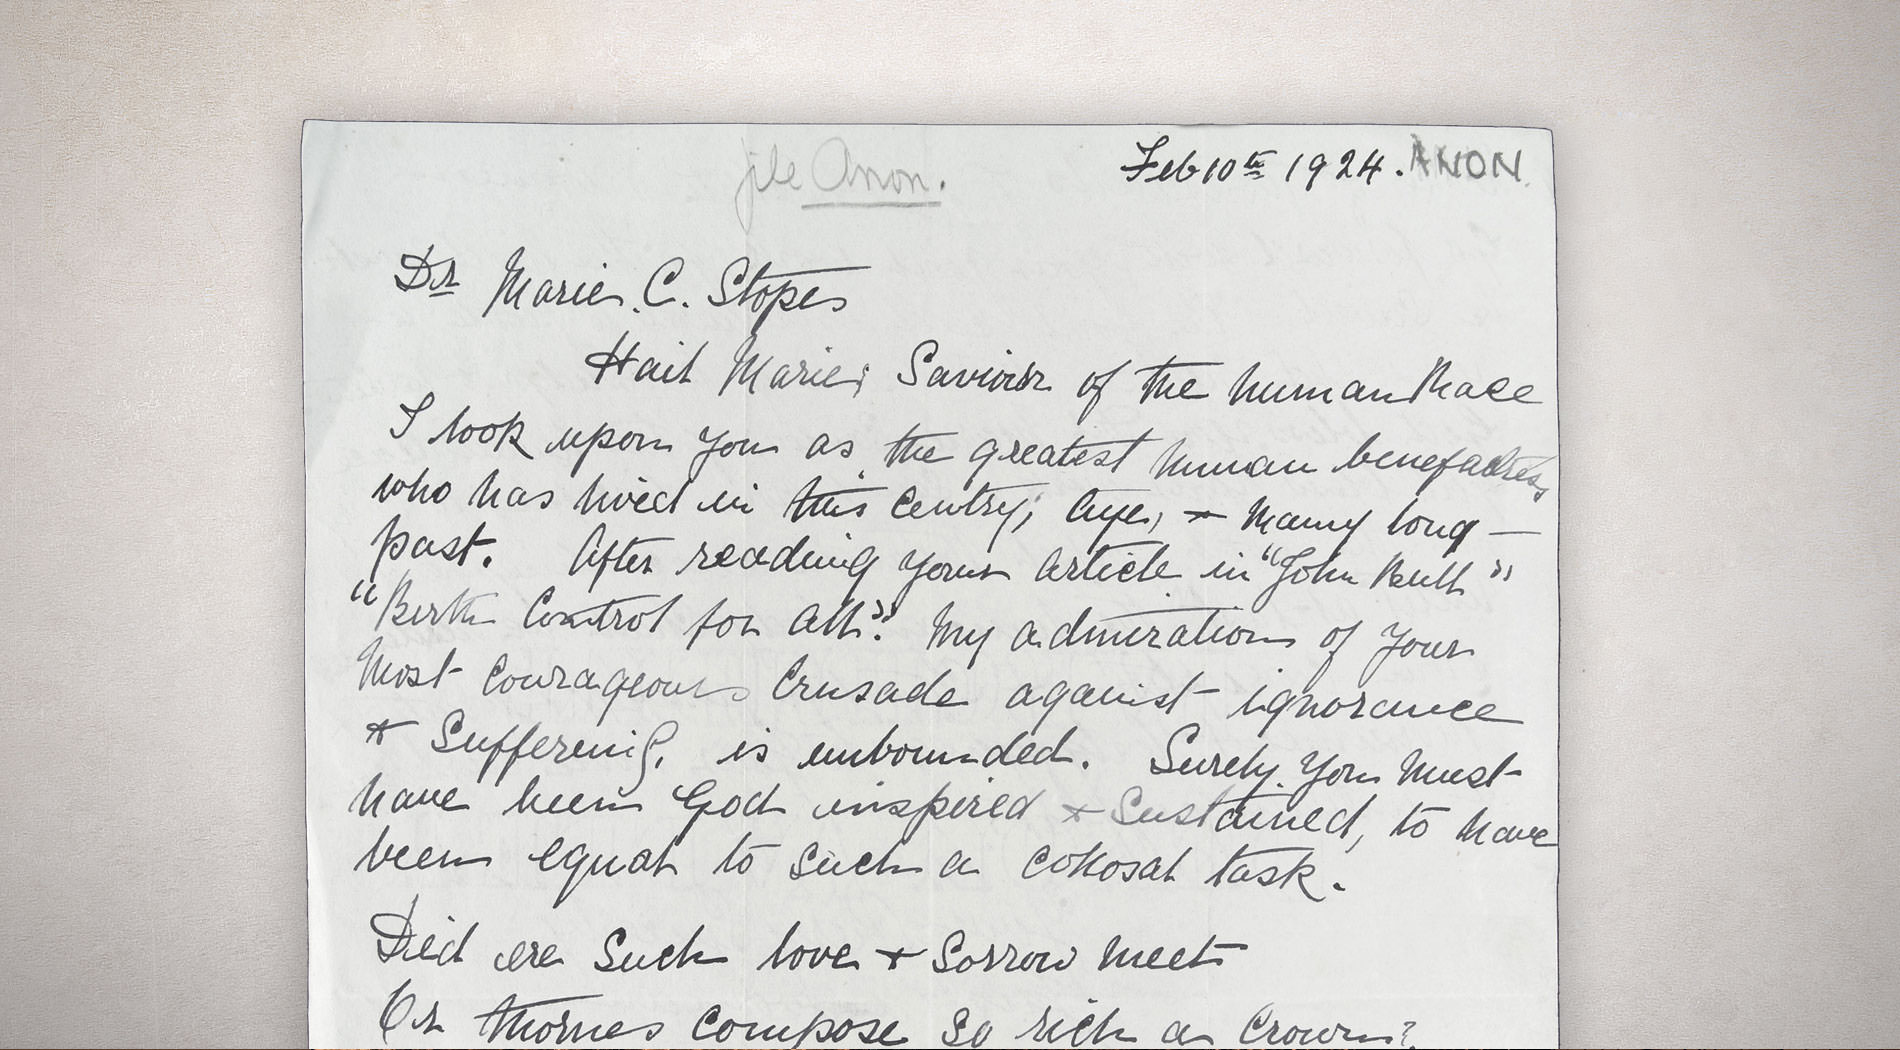 file Anon.
Feb 10th 1924. ANON.
Dr Marie. C. Stopes
Hail Marie; Saviour of the human Race
I look upon you as the greatest human benefactress
who has lived in this Centry; Aye, + Many long —
past. After reading your Article in "John Bull"
"Birth Control for All". My admiration of your
Most Courageous Crusade against ignorance
+ Suffering, is unbounded. Surely you Must
have been God inspired + Sustained, to have
been equal to such a collosal task.
Did ere Such love + Sorrow Meet
Or thornes Compose So rich a Crown?